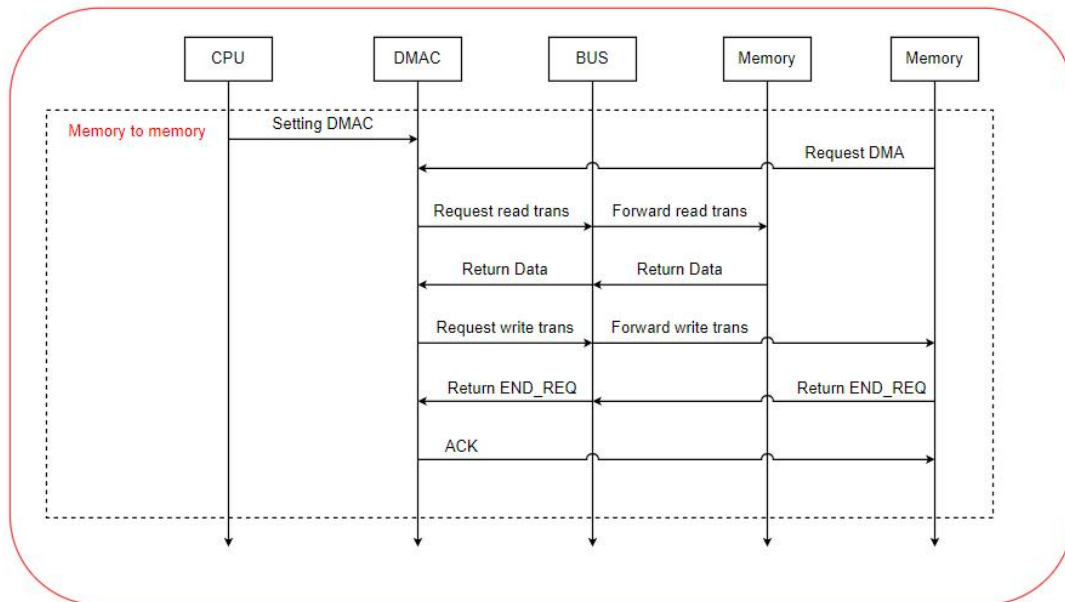 CPU
DMAC
BUS
Memory
Memory
Memory to memory
Setting DMAC
Request DMA
Request read trans
Forward read trans
Return Data
Return Data
Request write trans
Forward write trans
Return END_REQ
Return END_REQ
ACK